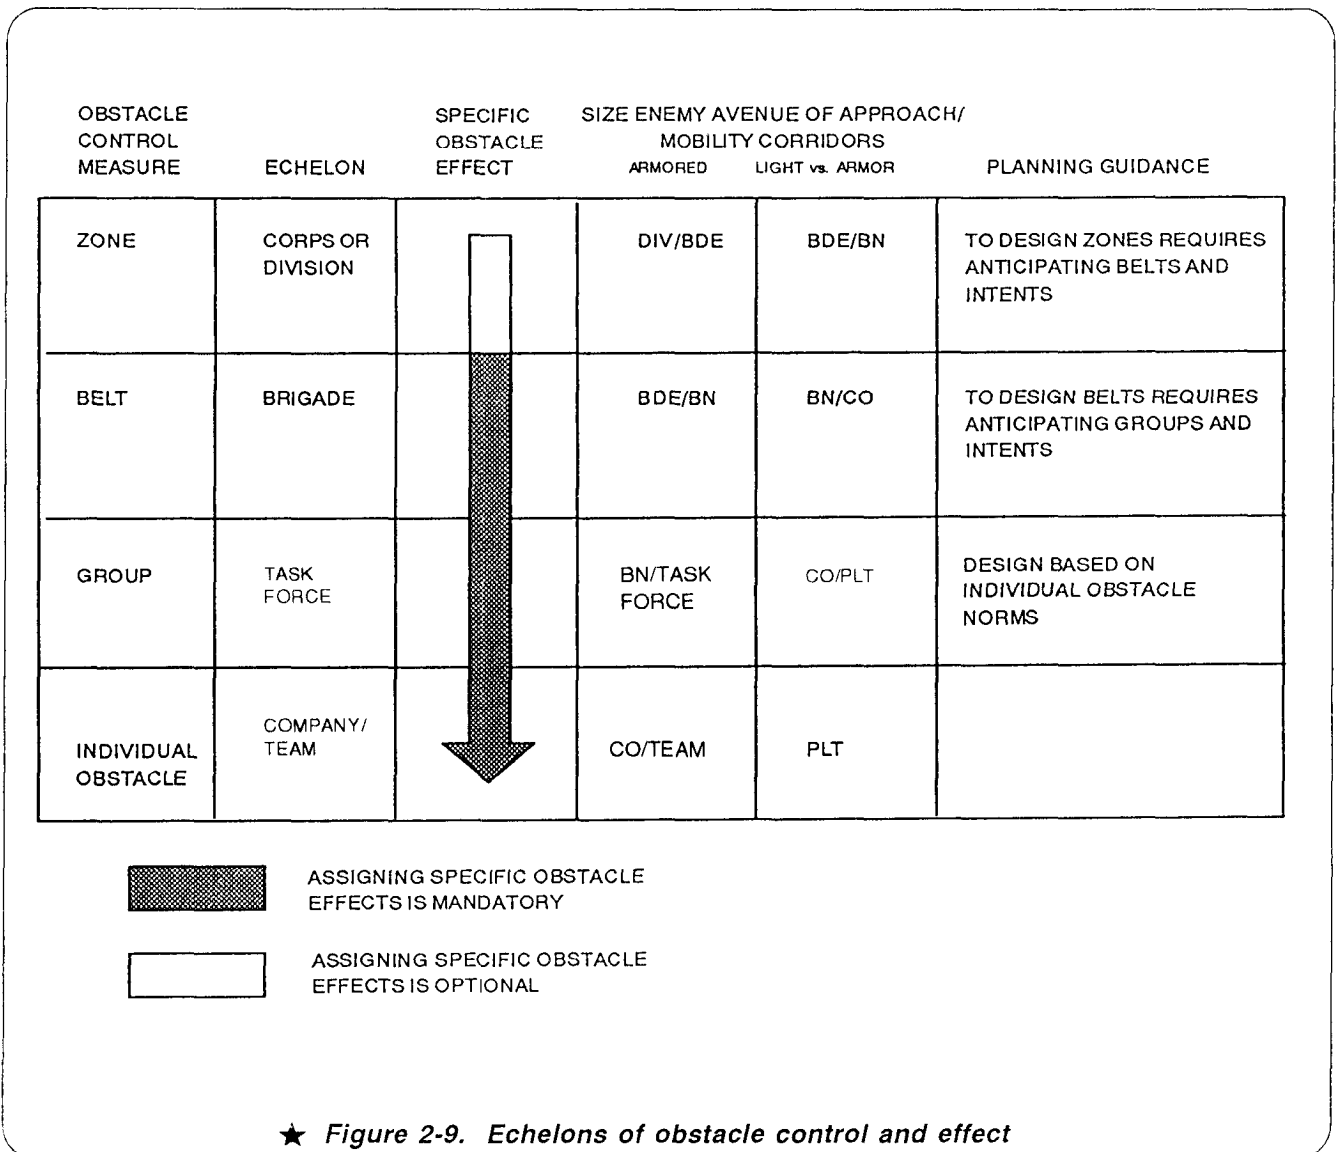 OBSTACLE
CONTROL
MEASURE
ECHELON
SPECIFIC
OBSTACLE
EFFECT
SIZE ENEMY AVENUE OF APPROACH/
MOBILITY CORRIDORS
ARMORED
LIGHT vs. ARMOR
PLANNING GUIDANCE
ZONE
CORPS OR
DIVISION
DIV/BDE
BDE/BN
TO DESIGN ZONES REQUIRES
ANTICIPATING BELTS AND
INTENTS
BELT
BRIGADE
BDE/BN
BN/CO
TO DESIGN BELTS REQUIRES
ANTICIPATING GROUPS AND
INTENTS
GROUP
TASK
FORCE
BN/TASK
FORCE
CO/PLT
DESIGN BASED ON
INDIVIDUAL OBSTACLE
NORMS
INDIVIDUAL
OBSTACLE
COMPANY/
TEAM
CO/TEAM
PLT
ASSIGNING SPECIFIC OBSTACLE
EFFECTS IS MANDATORY
ASSIGNING SPECIFIC OBSTACLE
EFFECTS IS OPTIONAL
★ Figure 2-9. Echelons of obstacle control and effect